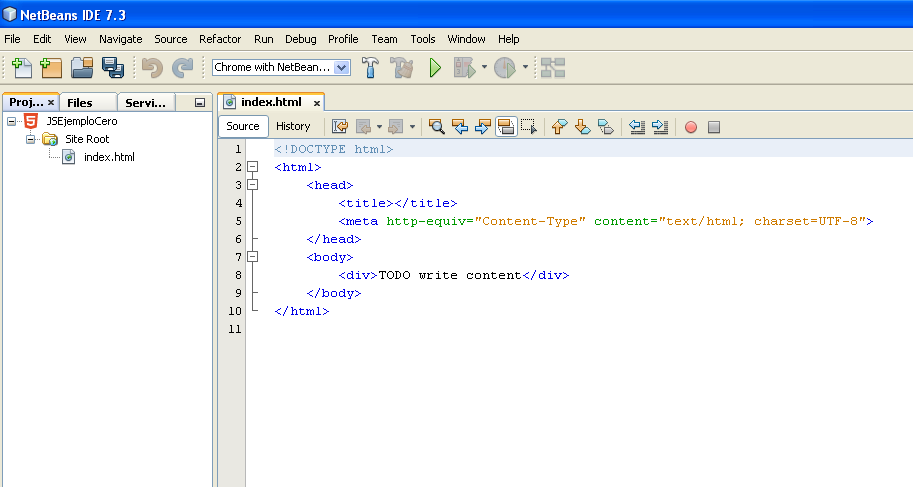 NetBeans IDE 7.3
File Edit View Navigate Source Refactor Run Debug Profile Team Tools Window Help
Chrome with NetBean...
Proj... × Files Servi...
index.html ×
JSEjemploCero
Site Root
index.html
Source History
1 <!DOCTYPE html>
2 <html>
3 <head>
4 <title></title>
5 <meta http-equiv="Content-Type" content="text/html; charset=UTF-8">
6 </head>
7 <body>
8 <div>TODO write content</div>
9 </body>
10 </html>
11